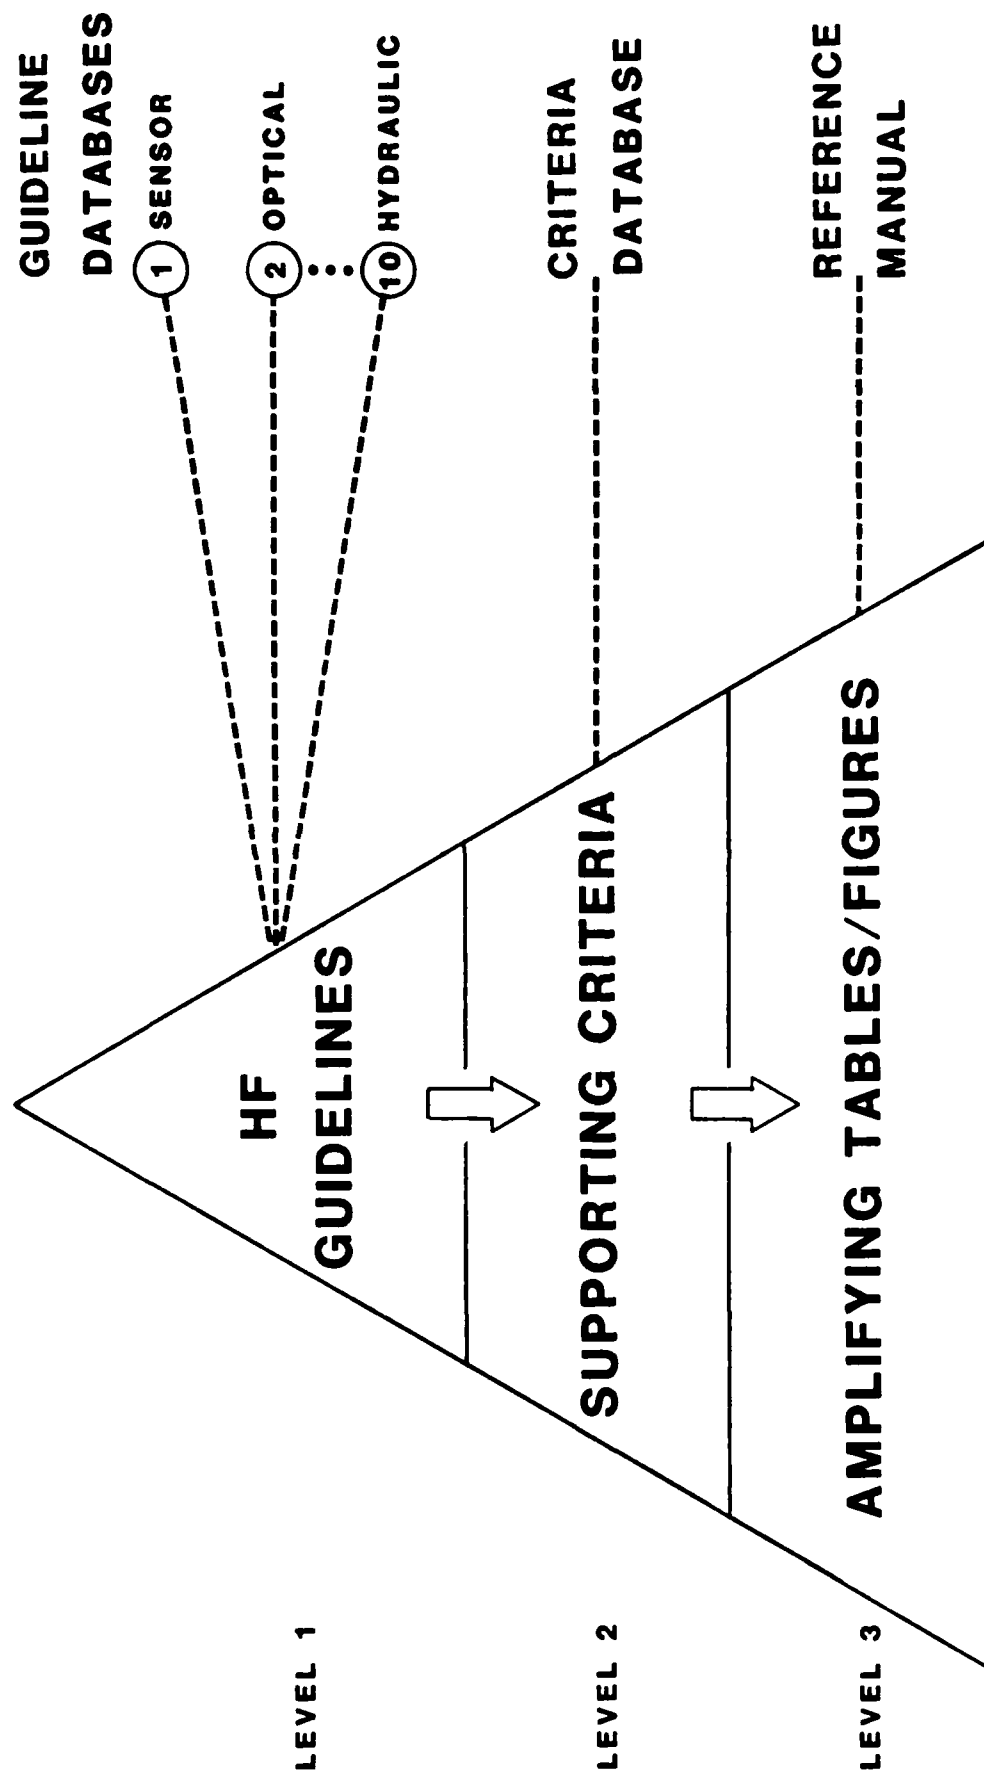 GUIDELINE
DATABASES
1 SENSOR
2 OPTICAL
10 HYDRAULIC
LEVEL 1
HF
GUIDELINES
LEVEL 2
SUPPORTING CRITERIA
CRITERIA
DATABASE
LEVEL 3
AMPLIFYING TABLES/FIGURES
REFERENCE
MANUAL